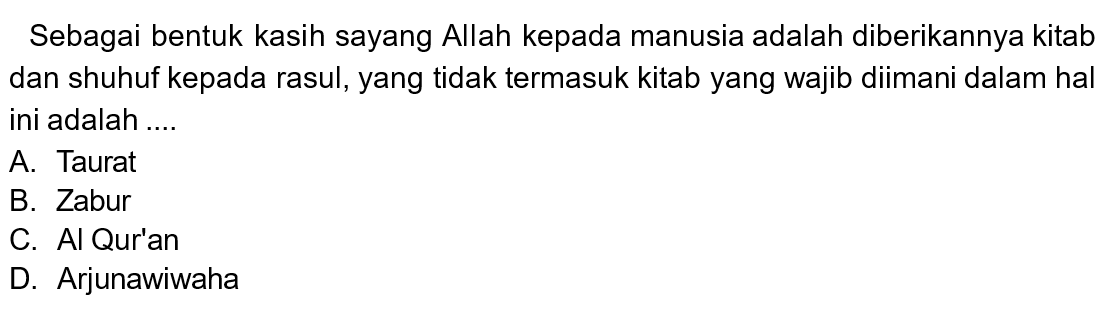 Sebagai bentuk kasih sayang Allah kepada manusia adalah diberikannya kitab
dan shuhuf kepada rasul, yang tidak termasuk kitab yang wajib diimani dalam hal
ini adalah ....
A. Taurat
B. Zabur
C. Al Qur'an
D. Arjunawiwaha